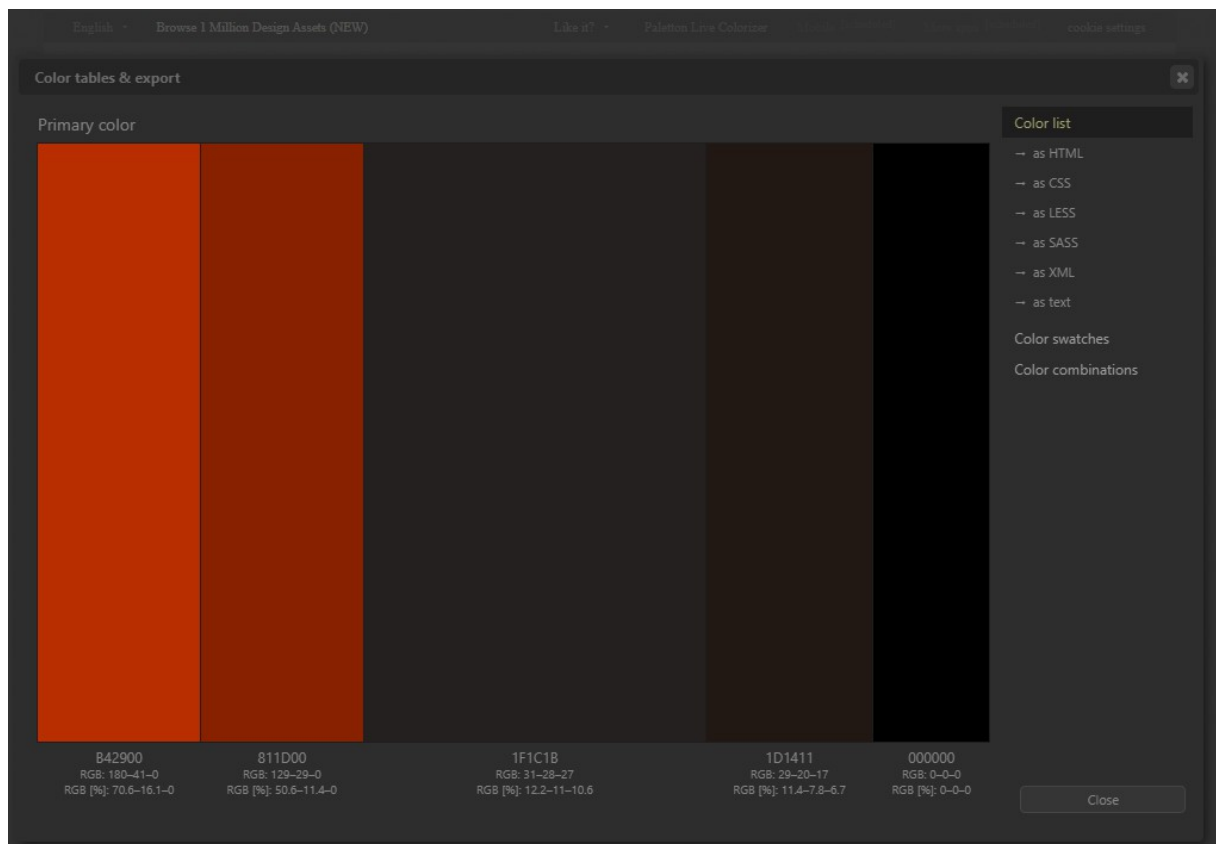 English
Browse 1 Million Design Assets (NEW)
Like it?
Paletton Live Colorizer
cookie settings
Color tables & export
Primary color
B42900
RGB: 180–41–0
RGB [%]: 70.6–16.1–0
811D00
RGB: 129–29–0
RGB [%]: 50.6–11.4–0
1F1C1B
RGB: 31–28–27
RGB [%]: 12.2–11–10.6
1D1411
RGB: 29–20–17
RGB [%]: 11.4–7.8–6.7
000000
RGB: 0–0–0
RGB [%]: 0–0–0
Color list
→ as HTML
→ as CSS
→ as LESS
→ as SASS
→ as XML
→ as text
Color swatches
Color combinations
Close